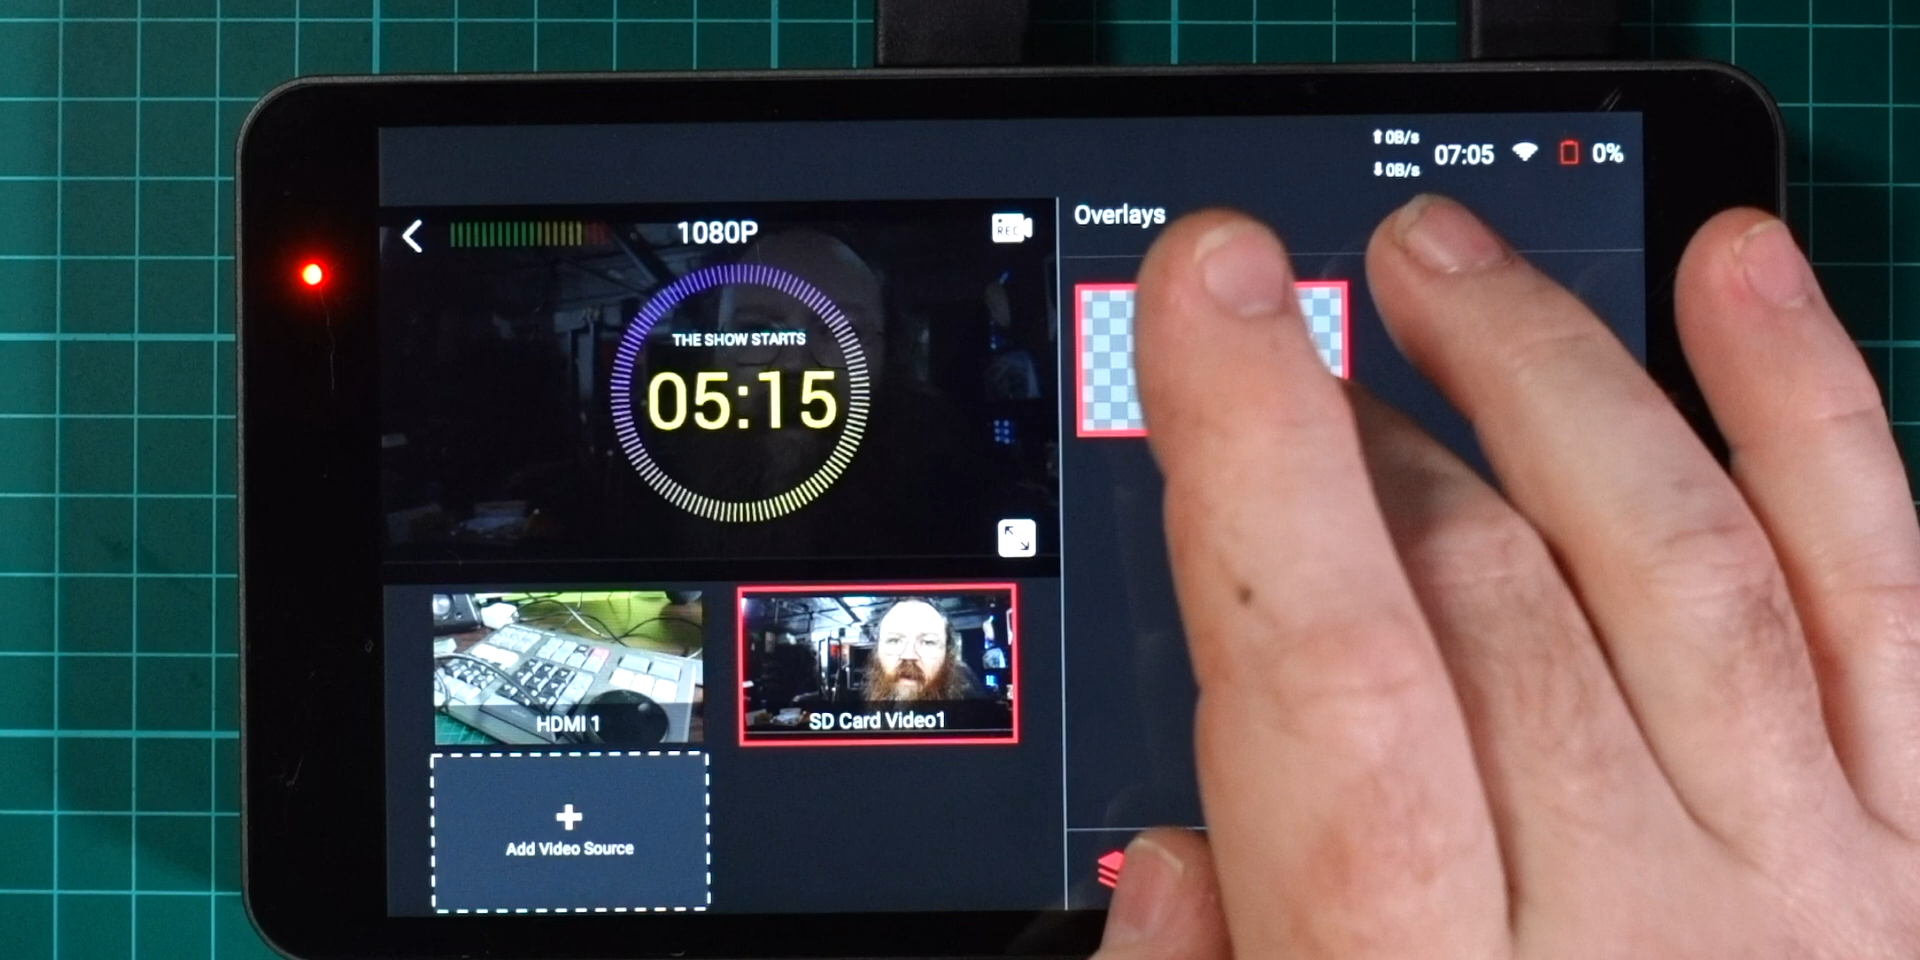 ↑ 0B/s
↓ 0B/s
07:05
0%
1080P
REC
Overlays
THE SHOW STARTS
05:15
HDMI 1
SD Card Video1
Add Video Source